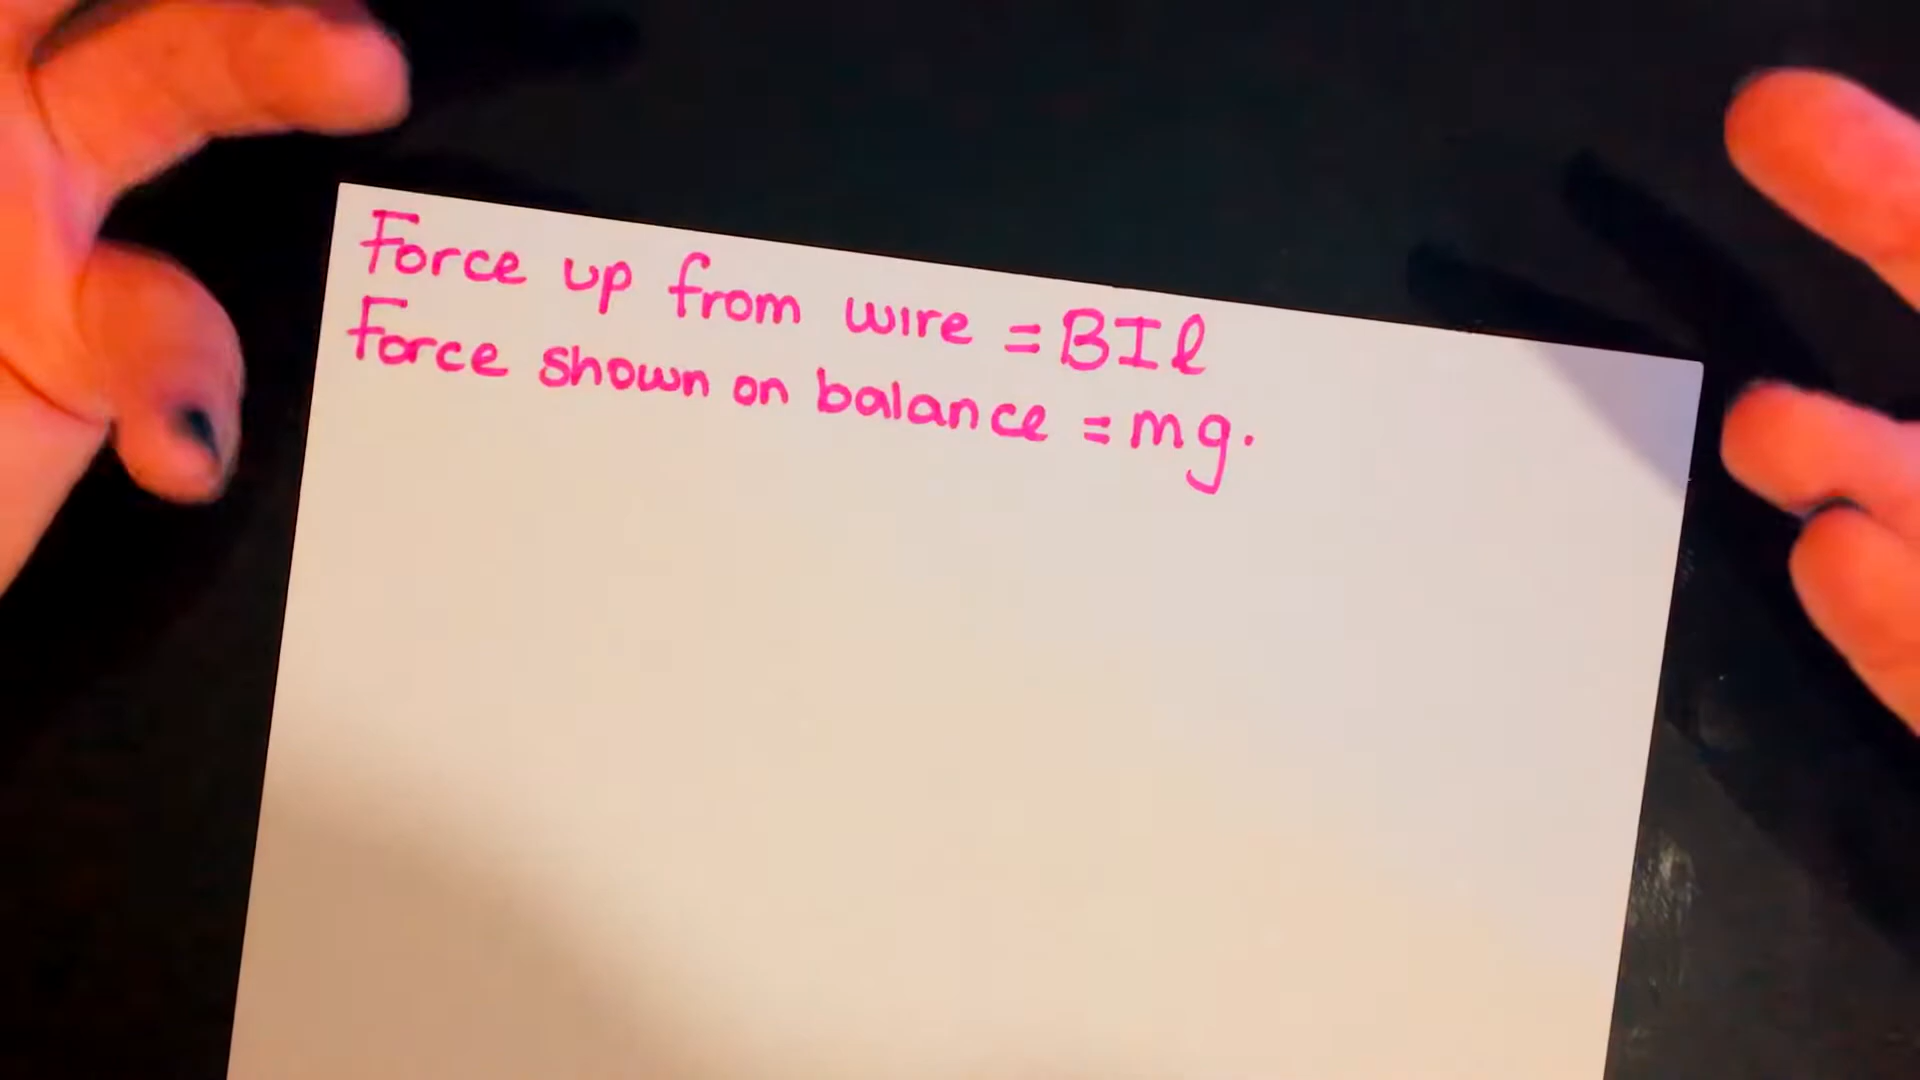 Force up from wire = BIl
Force shown on balance = mg.